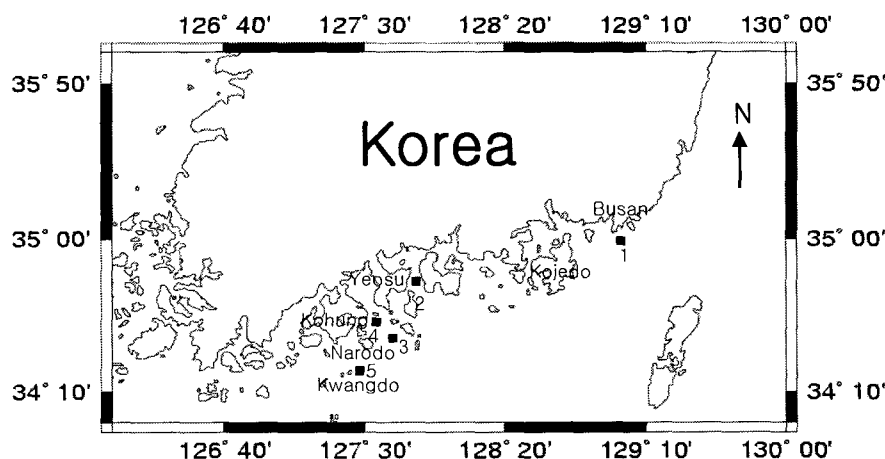 126° 40' 127° 30' 128° 20' 129° 10' 130° 00'
35° 50' 35° 50'
N
Korea
Busan
35° 00' 35° 00'
1
Kojedo
Yeosu
2
Kohung
4
3
Narodo
5
Kwangdo
34° 10' 34° 10'
126° 40' 127° 30' 128° 20' 129° 10' 130° 00'